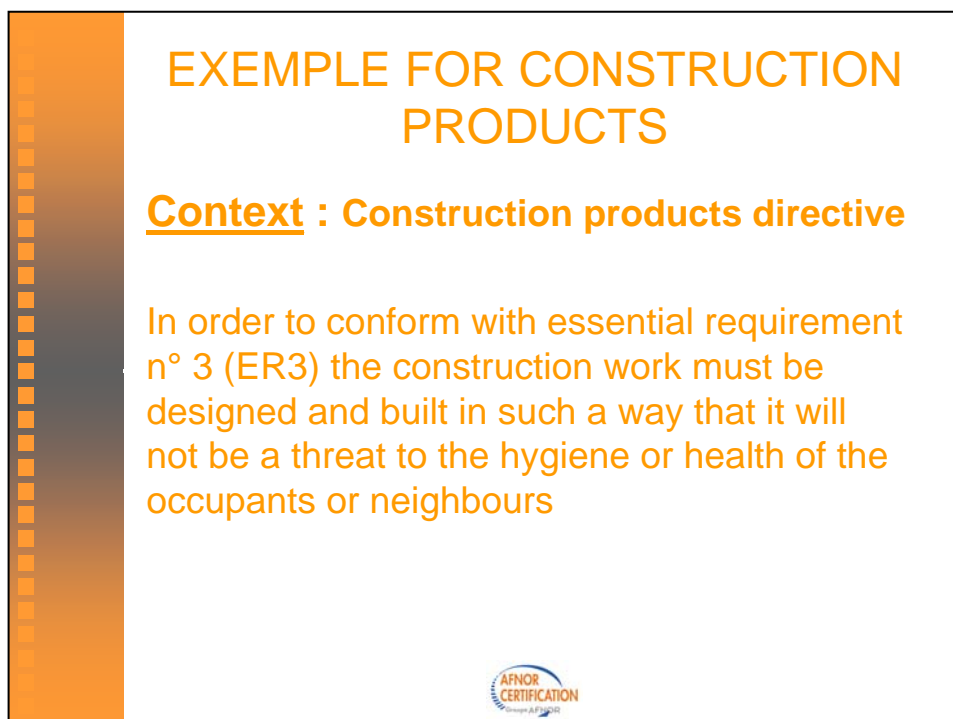 EXEMPLE FOR CONSTRUCTION
PRODUCTS
Context : Construction products directive
In order to conform with essential requirement
n° 3 (ER3) the construction work must be
designed and built in such a way that it will
not be a threat to the hygiene or health of the
occupants or neighbours
AFNOR
CERTIFICATION
Groupe AFNOR